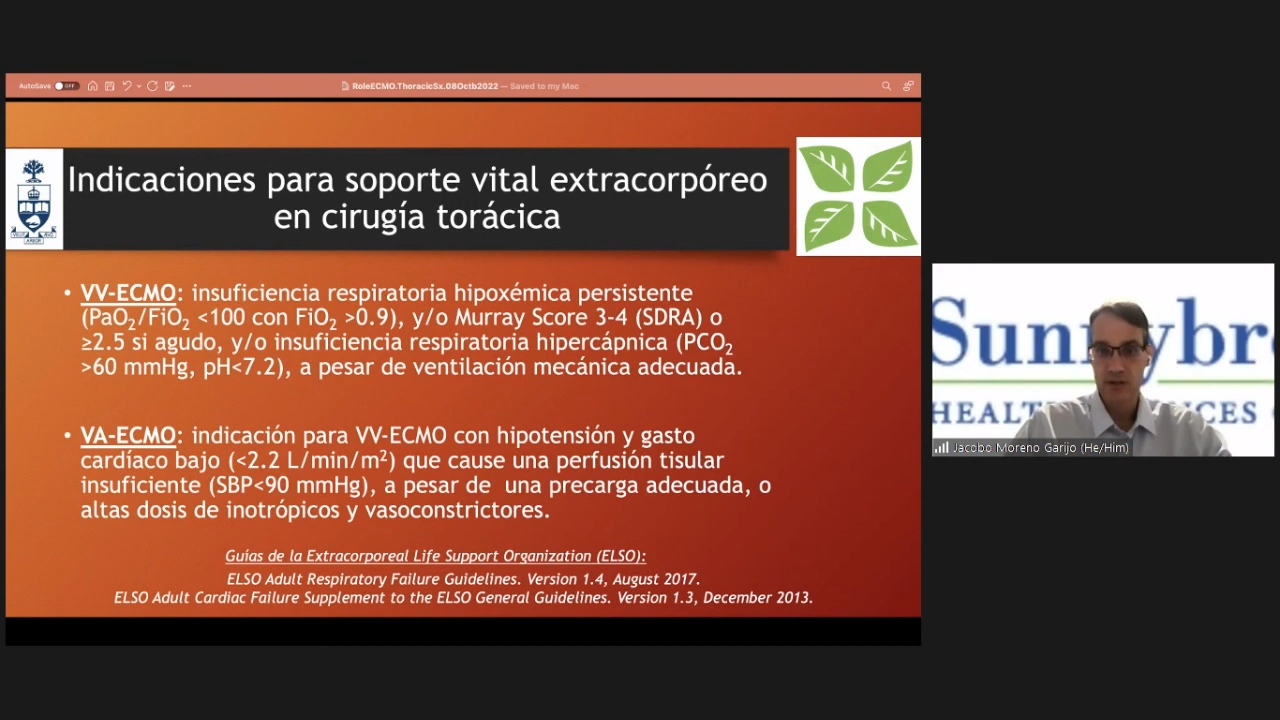 AutoSave OFF
RoleECMO.ThoracicSx.08Octb2022 — Saved to my Mac
Indicaciones para soporte vital extracorpóreo
en cirugía torácica
• VV-ECMO: insuficiencia respiratoria hipoxémica persistente
(PaO₂/FiO₂ <100 con FiO₂ >0.9), y/o Murray Score 3-4 (SDRA) o
≥2.5 si agudo, y/o insuficiencia respiratoria hipercápnica (PCO₂
>60 mmHg, pH<7.2), a pesar de ventilación mecánica adecuada.
• VA-ECMO: indicación para VV-ECMO con hipotensión y gasto
cardíaco bajo (<2.2 L/min/m²) que cause una perfusión tisular
insuficiente (SBP<90 mmHg), a pesar de una precarga adecuada, o
altas dosis de inotrópicos y vasoconstrictores.
Guías de la Extracorporeal Life Support Organization (ELSO):
ELSO Adult Respiratory Failure Guidelines. Version 1.4, August 2017.
ELSO Adult Cardiac Failure Supplement to the ELSO General Guidelines. Version 1.3, December 2013.
Jacobo Moreno Garijo (He/Him)